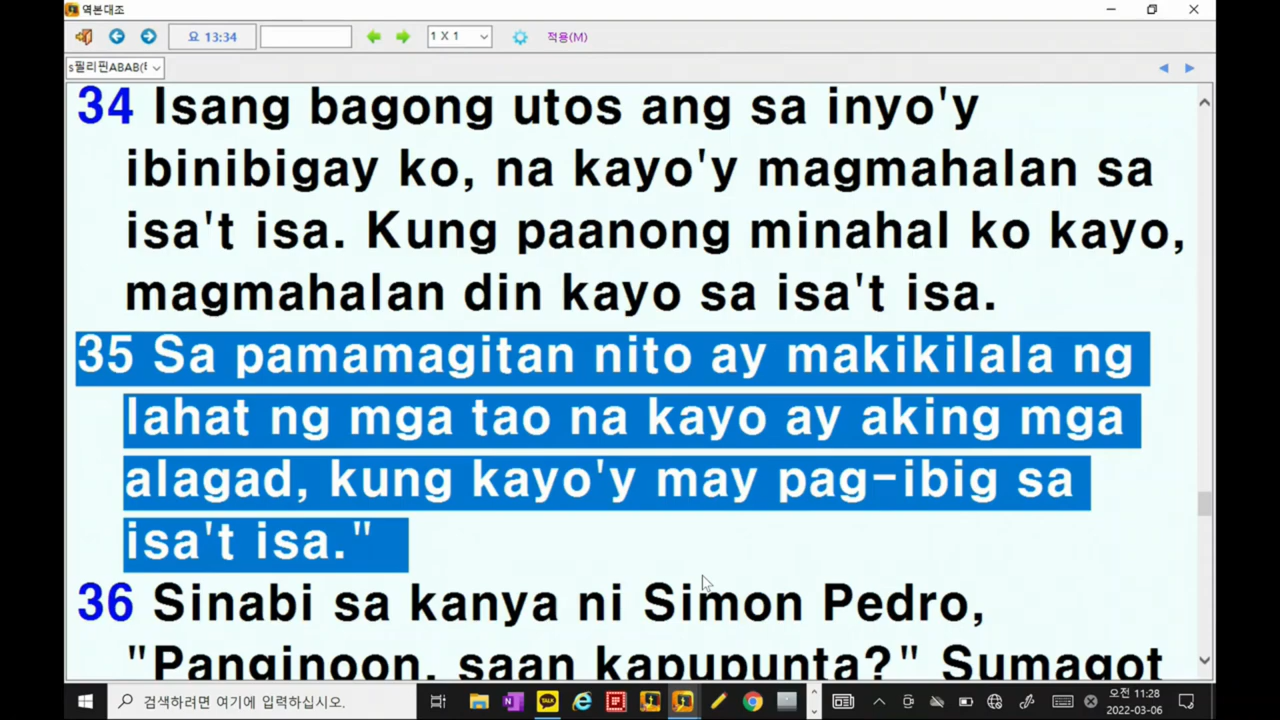 역본대조
요 13:34
1 X 1
적용(M)
s필리핀ABAB(E
34 Isang bagong utos ang sa inyo'y
ibinibigay ko, na kayo'y magmahalan sa
isa't isa. Kung paanong minahal ko kayo,
magmahalan din kayo sa isa't isa.
35 Sa pamamagitan nito ay makikilala ng
lahat ng mga tao na kayo ay aking mga
alagad, kung kayo'y may pag-ibig sa
isa't isa."
36 Sinabi sa kanya ni Simon Pedro,
"Panginoon, saan kapupunta?" Sumagot
검색하려면 여기에 입력하십시오.
TALK
오전 11:28
2022-03-06